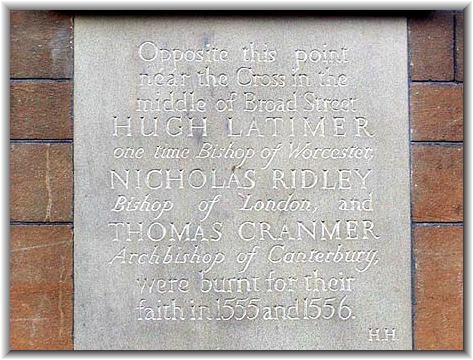 Opposite this point
near the Cross in the
middle of Broad Street
HUGH LATIMER
one time Bishop of Worcester,
NICHOLAS RIDLEY
Bishop of London, and
THOMAS CRANMER
Archbishop of Canterbury,
were burnt for their
faith in 1555 and 1556.
H.H